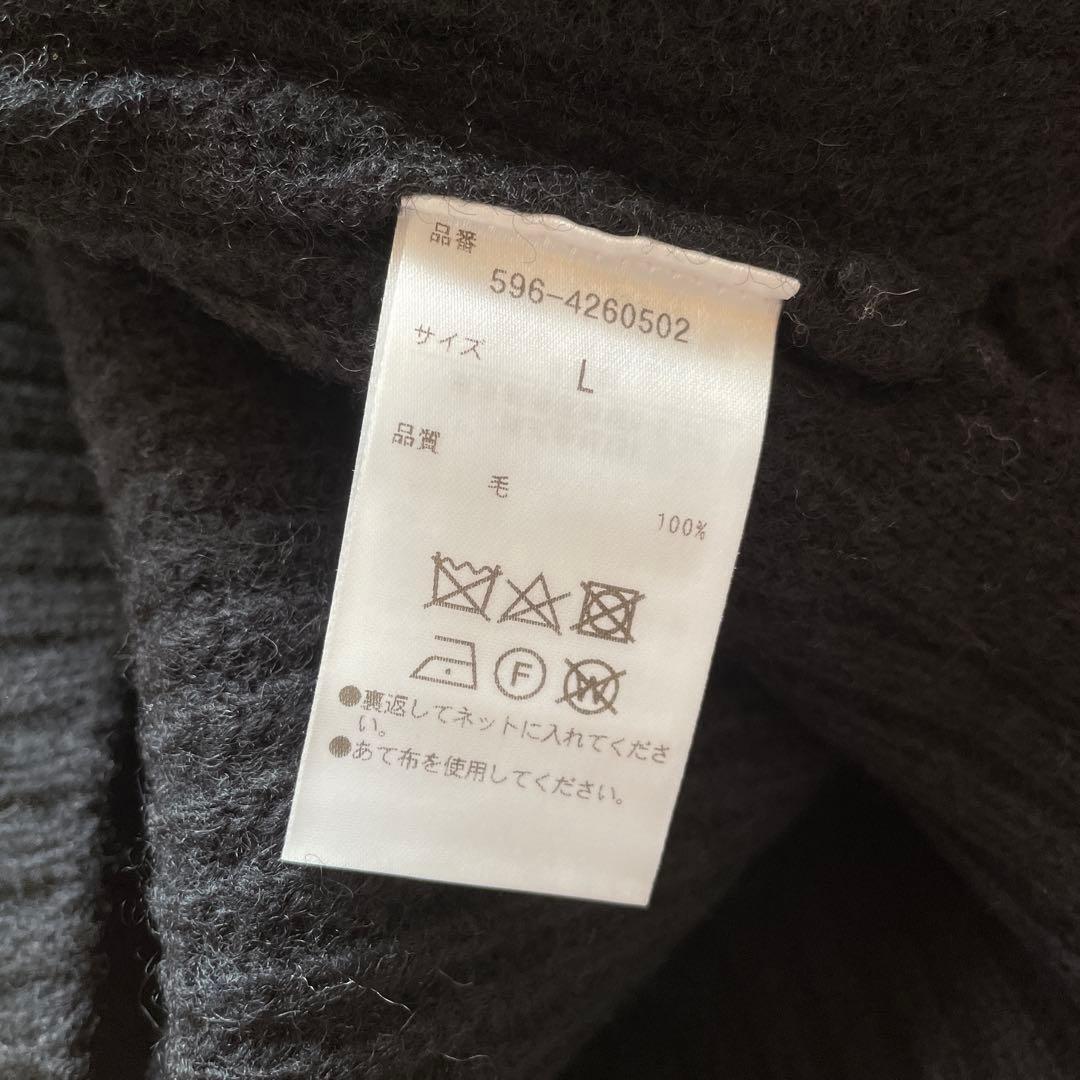 品番
596-4260502
サイズ
L
品質
毛
100%
F
W
●裏返してネットに入れてくださ
い。
●あて布を使用してください。